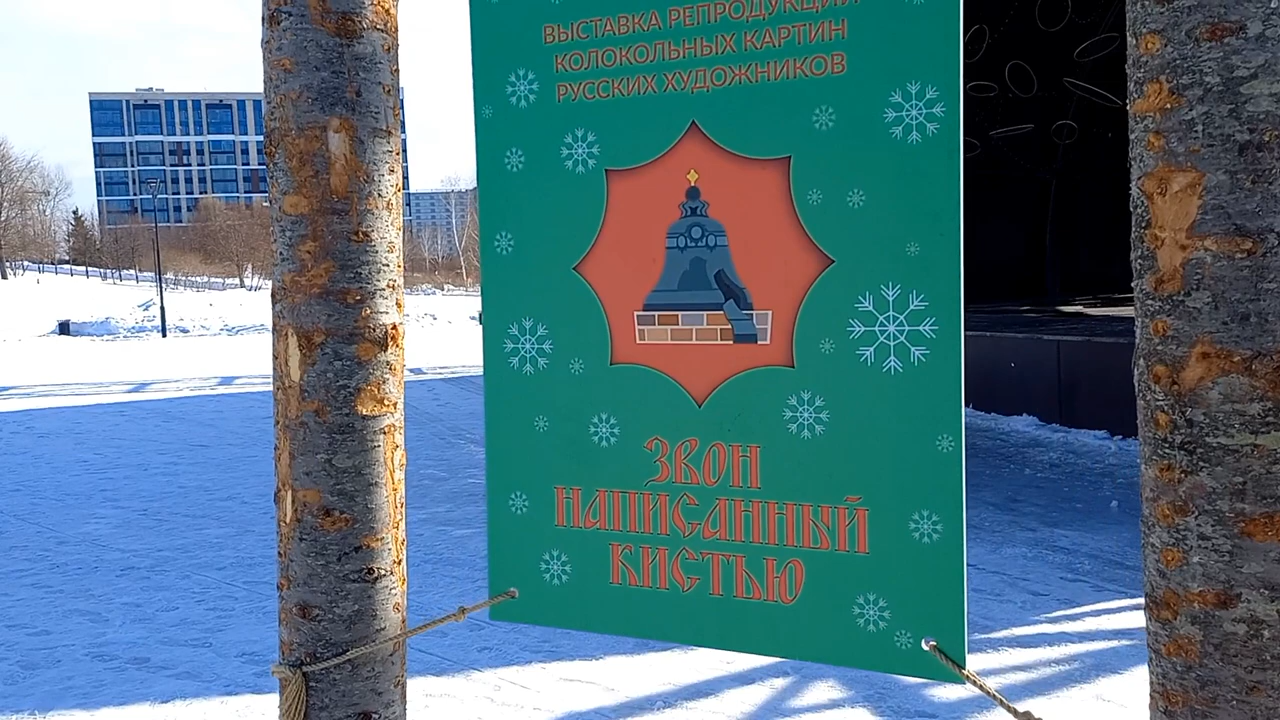 ВЫСТАВКА РЕПРОДУКЦИЙ
КОЛОКОЛЬНЫХ КАРТИН
РУССКИХ ХУДОЖНИКОВ
ЗВОН
НАПИСАННЫЙ
КИСТЬЮ